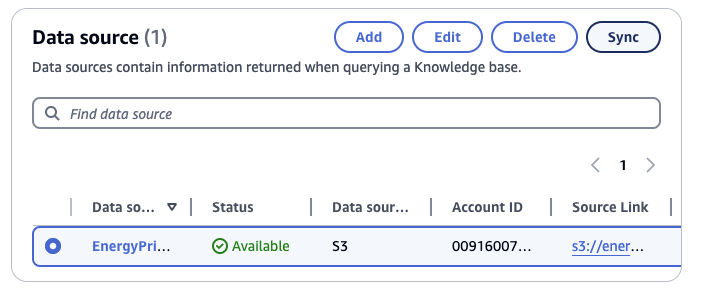 Data source (1) Add Edit Delete Sync
Data sources contain information returned when querying a Knowledge base.
Find data source
1
Data so... Status Data sour... Account ID Source Link
EnergyPri... Available S3 00916007... s3://ener...